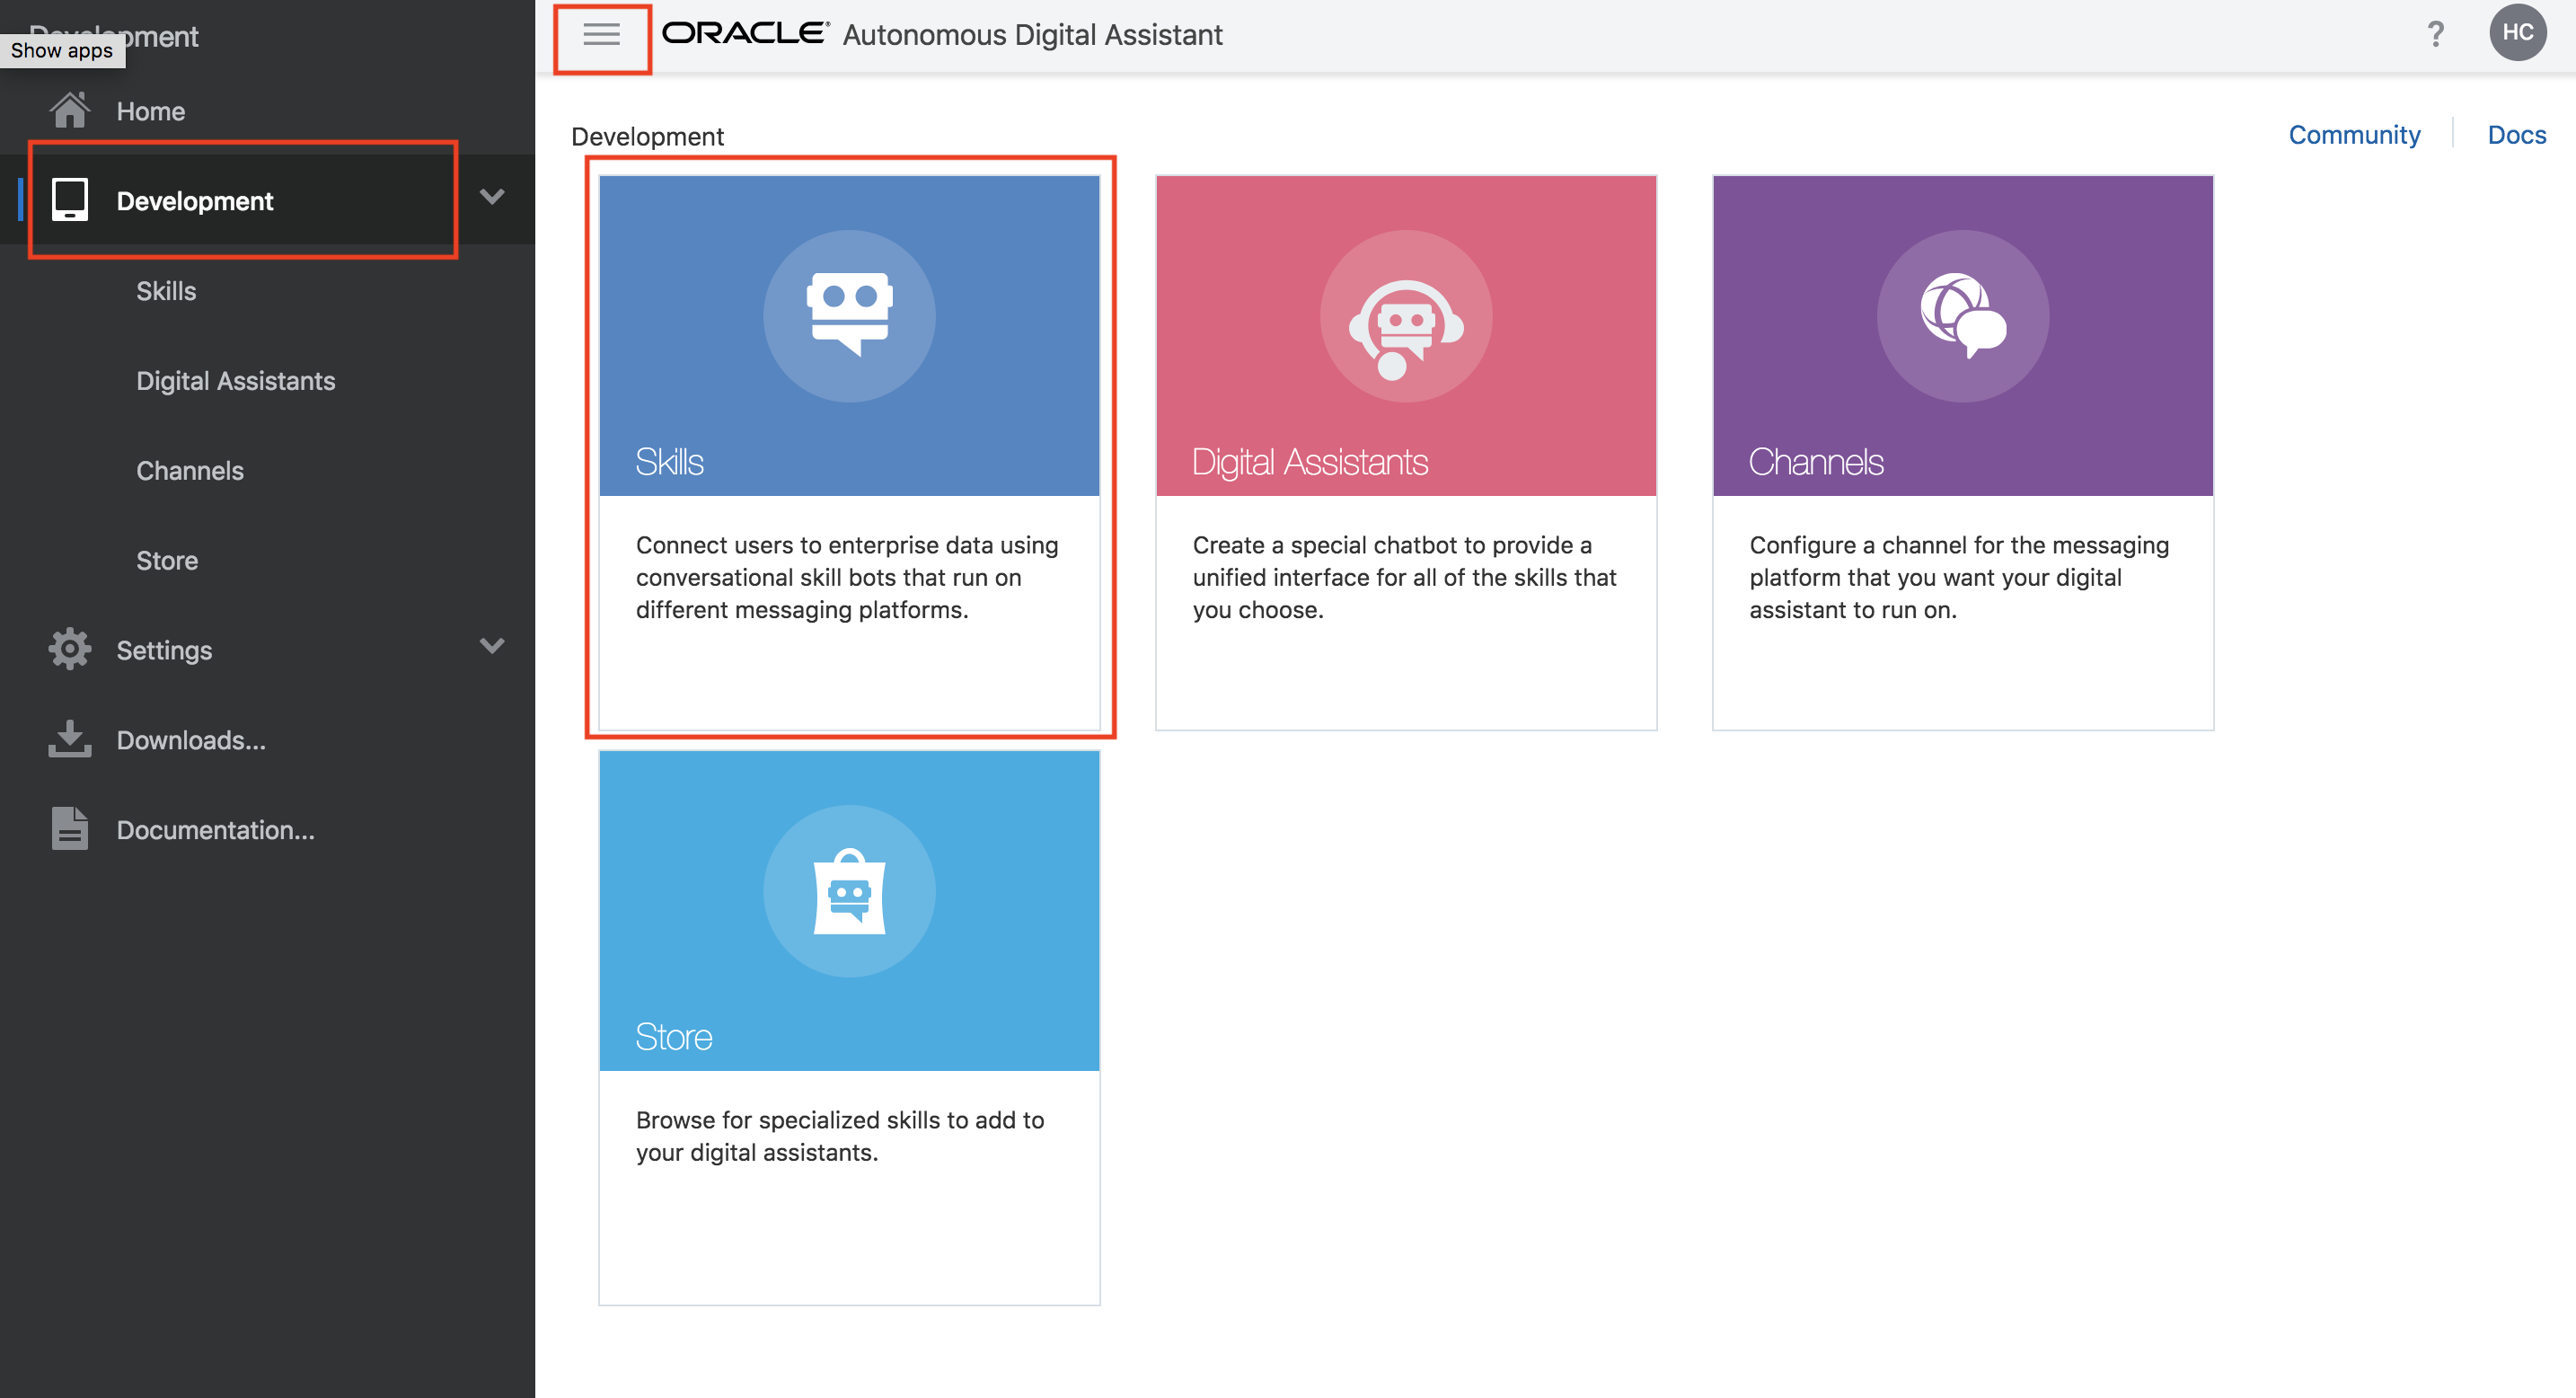 Development
Show apps
Home
Development
Skills
Digital Assistants
Channels
Store
Settings
Downloads...
Documentation...
ORACLE® Autonomous Digital Assistant
? HC
Development
Community Docs
Skills
Connect users to enterprise data using
conversational skill bots that run on
different messaging platforms.
Digital Assistants
Create a special chatbot to provide a
unified interface for all of the skills that
you choose.
Channels
Configure a channel for the messaging
platform that you want your digital
assistant to run on.
Store
Browse for specialized skills to add to
your digital assistants.